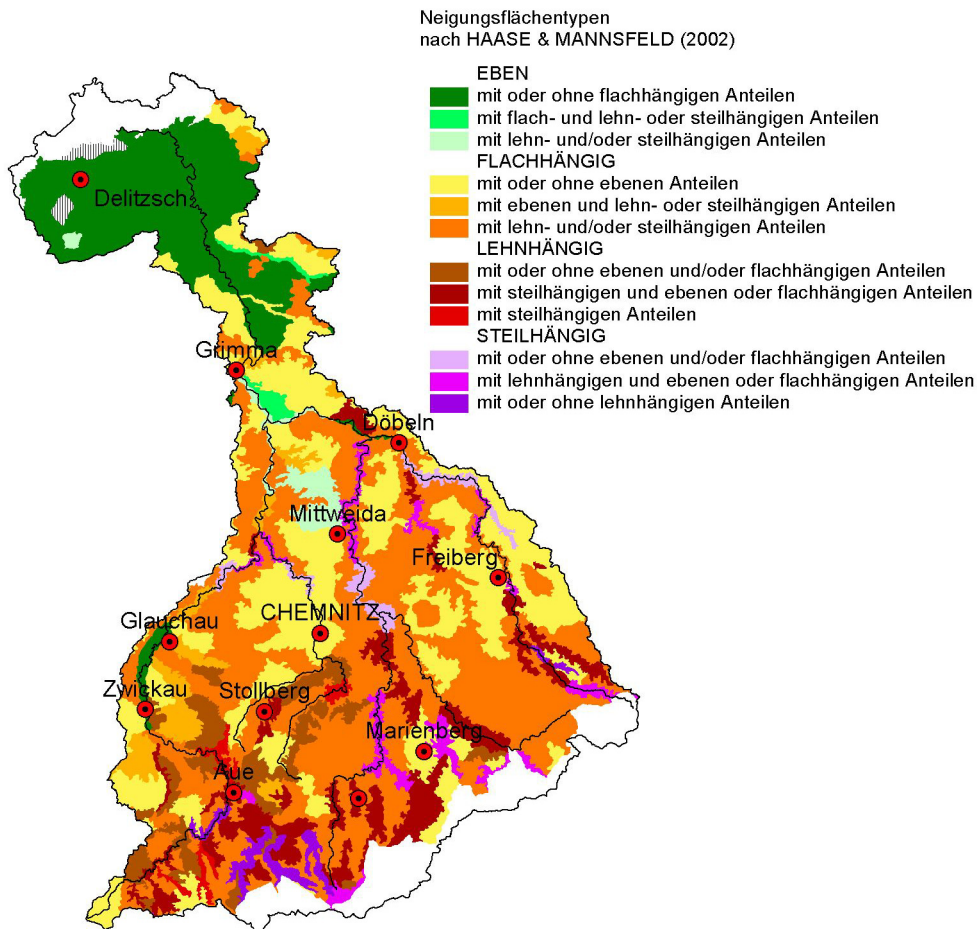 Neigungsflächentypen
nach HAASE & MANNSFELD (2002)
EBEN
mit oder ohne flachhängigen Anteilen
mit flach- und lehn- oder steilhängigen Anteilen
mit lehn- und/oder steilhängigen Anteilen
FLACHHÄNGIG
mit oder ohne ebenen Anteilen
mit ebenen und lehn- oder steilhängigen Anteilen
mit lehn- und/oder steilhängigen Anteilen
LEHNHÄNGIG
mit oder ohne ebenen und/oder flachhängigen Anteilen
mit steilhängigen und ebenen oder flachhängigen Anteilen
mit steilhängigen Anteilen
STEILHÄNGIG
mit oder ohne ebenen und/oder flachhängigen Anteilen
mit lehnhängigen und ebenen oder flachhängigen Anteilen
mit oder ohne lehnhängigen Anteilen
Delitzsch
Grimma
Döbeln
Mittweida
Freiberg
CHEMNITZ
Glauchau
Zwickau
Stollberg
Marienberg
Aue